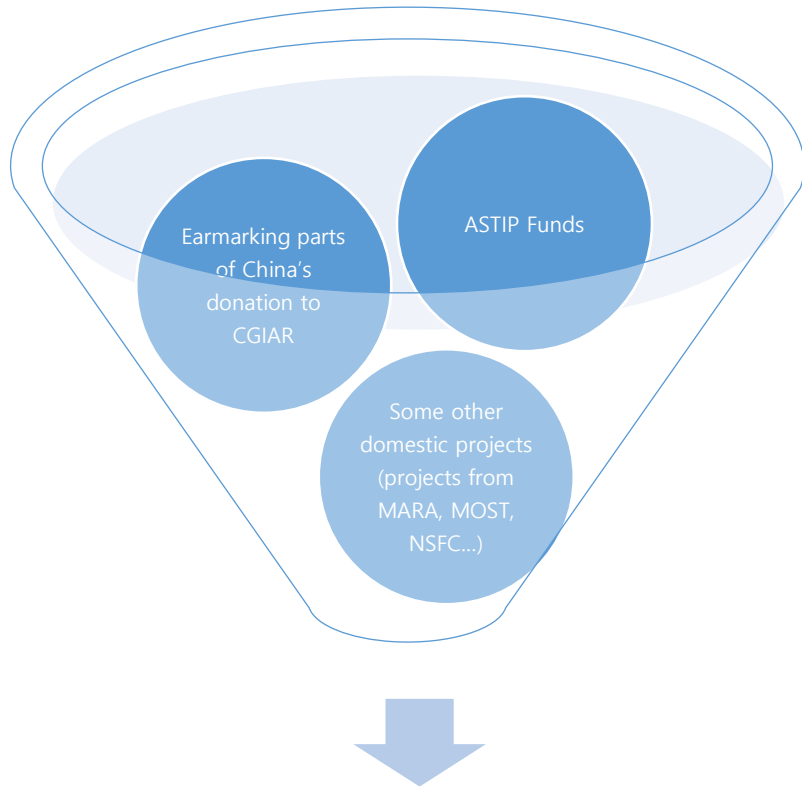 Earmarking parts
of China's
donation to
CGIAR
ASTIP Funds
Some other
domestic projects
(projects from
MARA, MOST,
NSFC...)